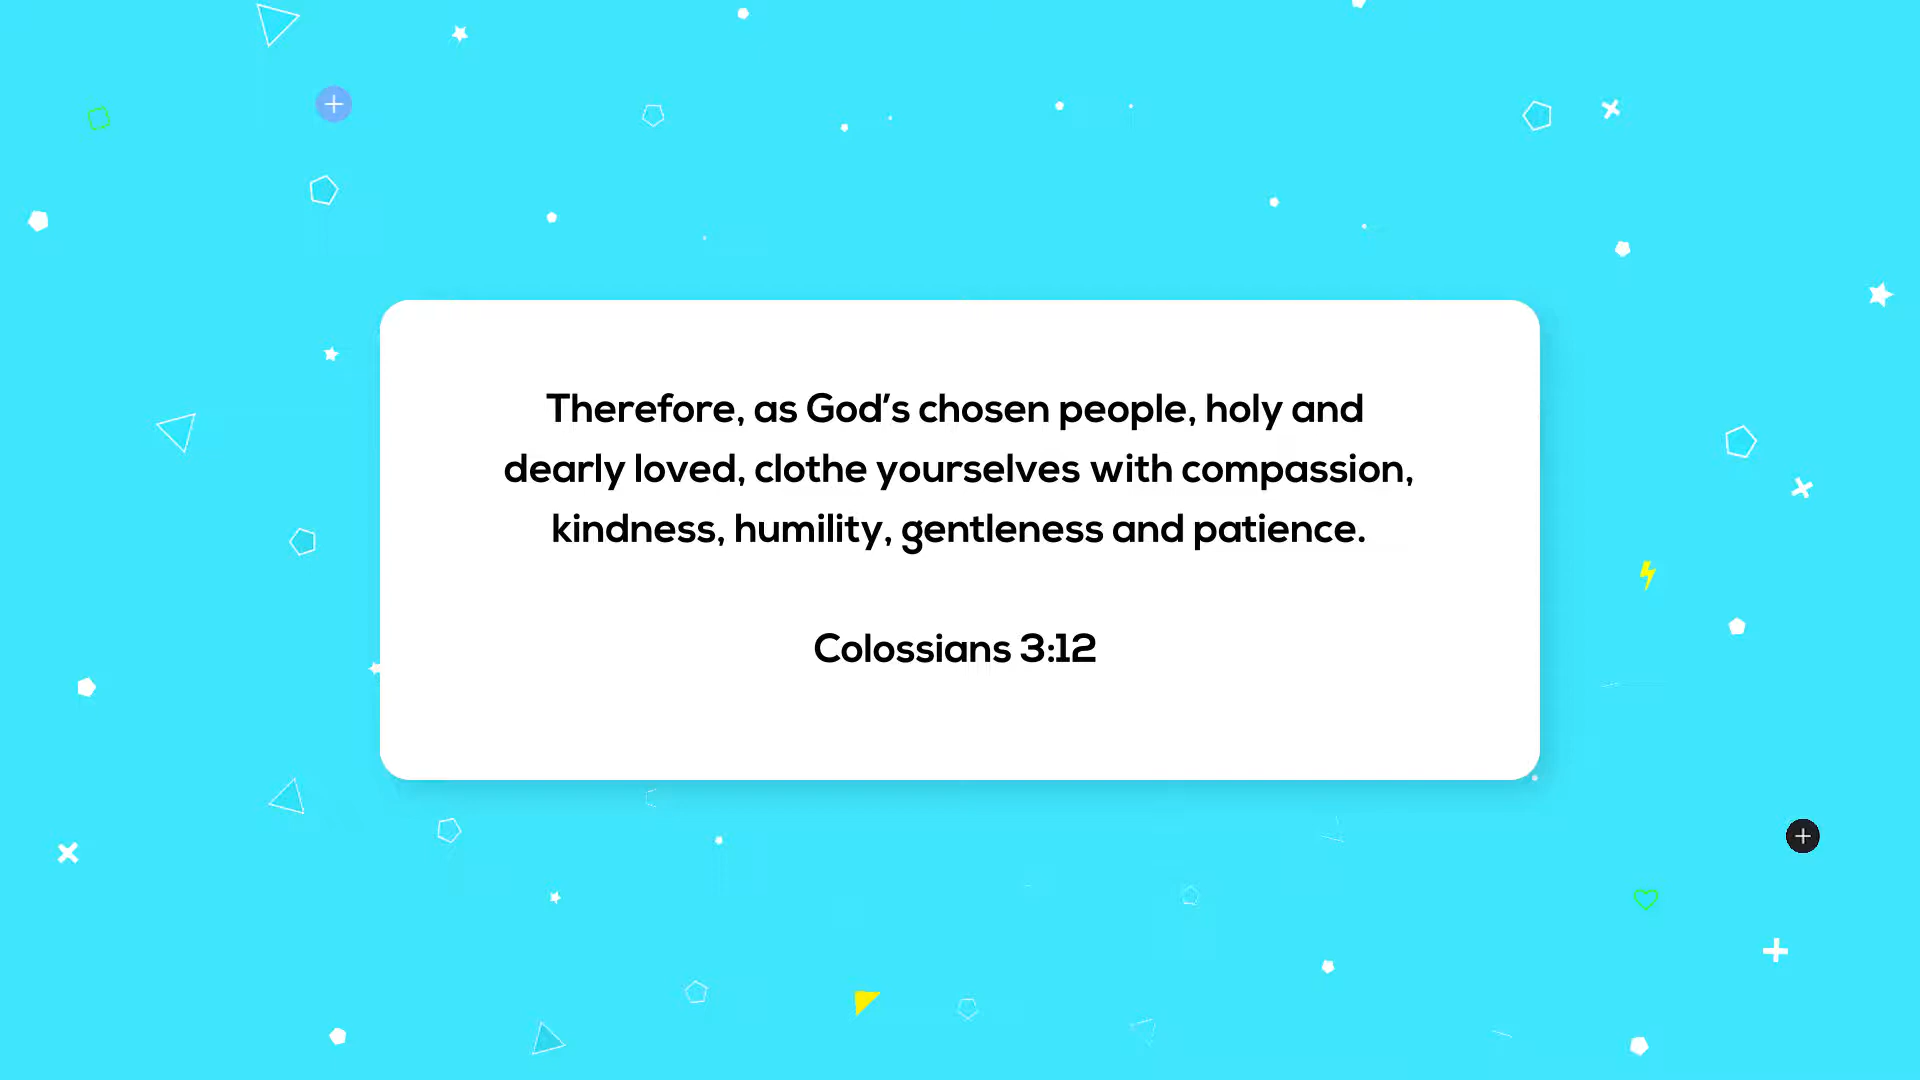 Therefore, as God's chosen people, holy and
dearly loved, clothe yourselves with compassion,
kindness, humility, gentleness and patience.
Colossians 3:12